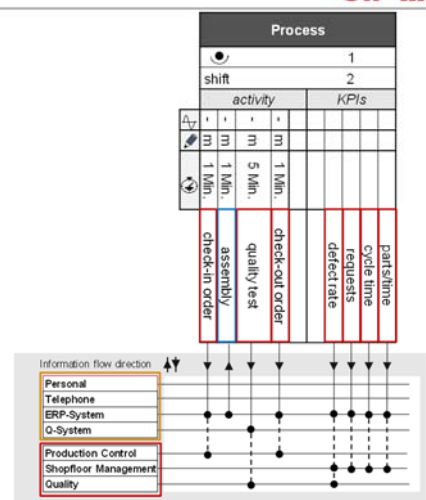 Process
1
shift 2
activity KPIs
- - - -
m m m m
1 Min. 1 Min. 5 Min. 1 Min.
check-in order
assembly
quality test
check-out order
defect rate
requests
cycle time
parts/time
Information flow direction
Personal
Telephone
ERP-System
Q-System
Production Control
Shopfloor Management
Quality